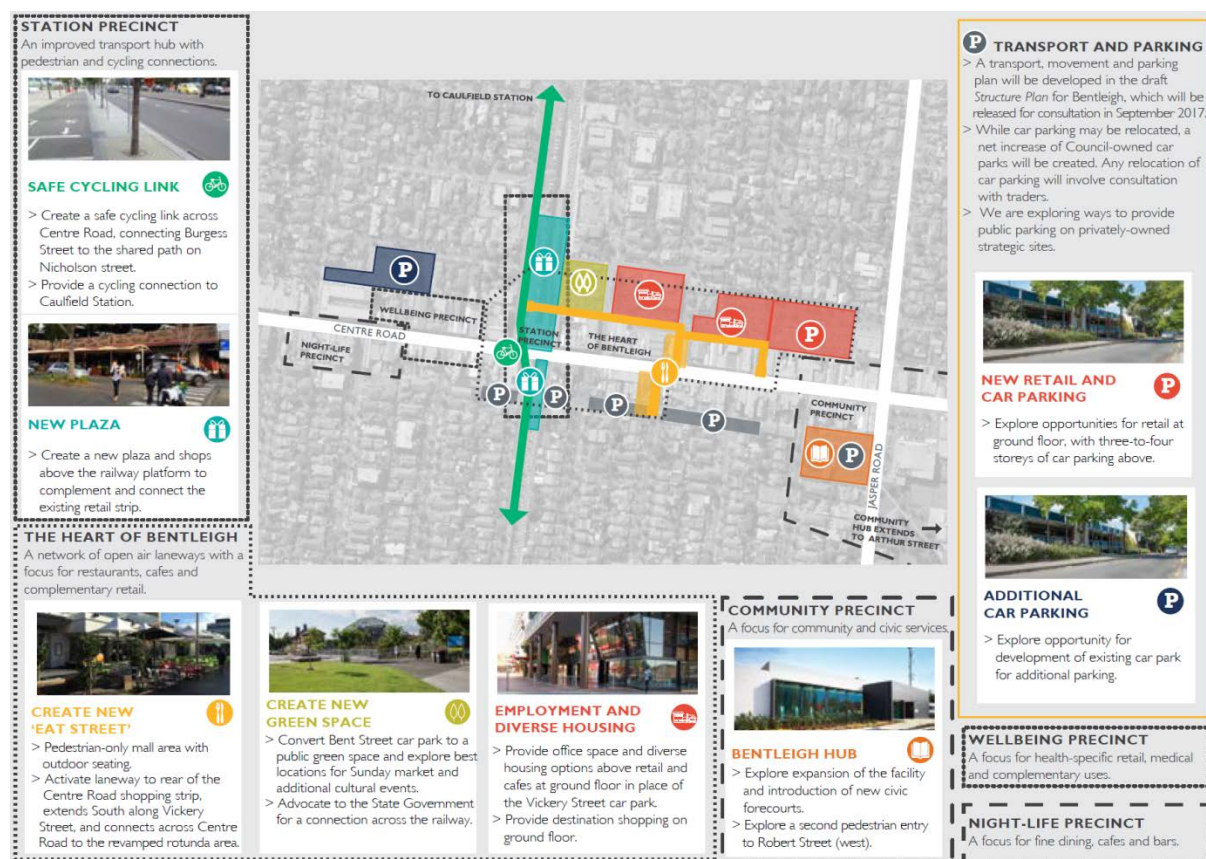 STATION PRECINCT
An improved transport hub with
pedestrian and cycling connections.
SAFE CYCLING LINK
> Create a safe cycling link across
Centre Road, connecting Burgess
Street to the shared path on
Nicholson street.
> Provide a cycling connection to
Caulfield Station.
NEW PLAZA
> Create a new plaza and shops
above the railway platform to
complement and connect the
existing retail strip.
THE HEART OF BENTLEIGH
A network of open air laneways with a
focus for restaurants, cafes and
complementary retail.
CREATE NEW
'EAT STREET'
> Pedestrian-only mall area with
outdoor seating.
> Activate laneway to rear of the
Centre Road shopping strip,
extends South along Vickery
Street, and connects across Centre
Road to the revamped rotunda area.
CREATE NEW
GREEN SPACE
> Convert Bent Street car park to a
public green space and explore best
locations for Sunday market and
additional cultural events.
> Advocate to the State Government
for a connection across the railway.
EMPLOYMENT AND
DIVERSE HOUSING
> Provide office space and diverse
housing options above retail and
cafes at ground floor in place of
the Vickery Street car park.
> Provide destination shopping on
ground floor.
COMMUNITY PRECINCT
A focus for community and civic services.
BENTLEIGH HUB
> Explore expansion of the facility
and introduction of new civic
forecourts.
> Explore a second pedestrian entry
to Robert Street (west).
TO CAULFIELD STATION
P
WELLBEING PRECINCT
CENTRE ROAD
NIGHT-LIFE
PRECINCT
STATION
PRECINCT
THE HEART
OF BENTLEIGH
P
P
P
P
P
COMMUNITY
PRECINCT
P
JASPER ROAD
COMMUNITY
HUB EXTENDS
TO ARTHUR STREET
P TRANSPORT AND PARKING
> A transport, movement and parking
plan will be developed in the draft
Structure Plan for Bentleigh, which will be
released for consultation in September 2017.
> While car parking may be relocated, a
net increase of Council-owned car
parks will be created. Any relocation of
car parking will involve consultation
with traders.
> We are exploring ways to provide
public parking on privately-owned
strategic sites.
NEW RETAIL AND
CAR PARKING P
> Explore opportunities for retail at
ground floor, with three-to-four
storeys of car parking above.
ADDITIONAL
CAR PARKING P
> Explore opportunity for
development of existing car park
for additional parking.
WELLBEING PRECINCT
A focus for health-specific retail, medical
and complementary uses.
NIGHT-LIFE PRECINCT
A focus for fine dining, cafes and bars.